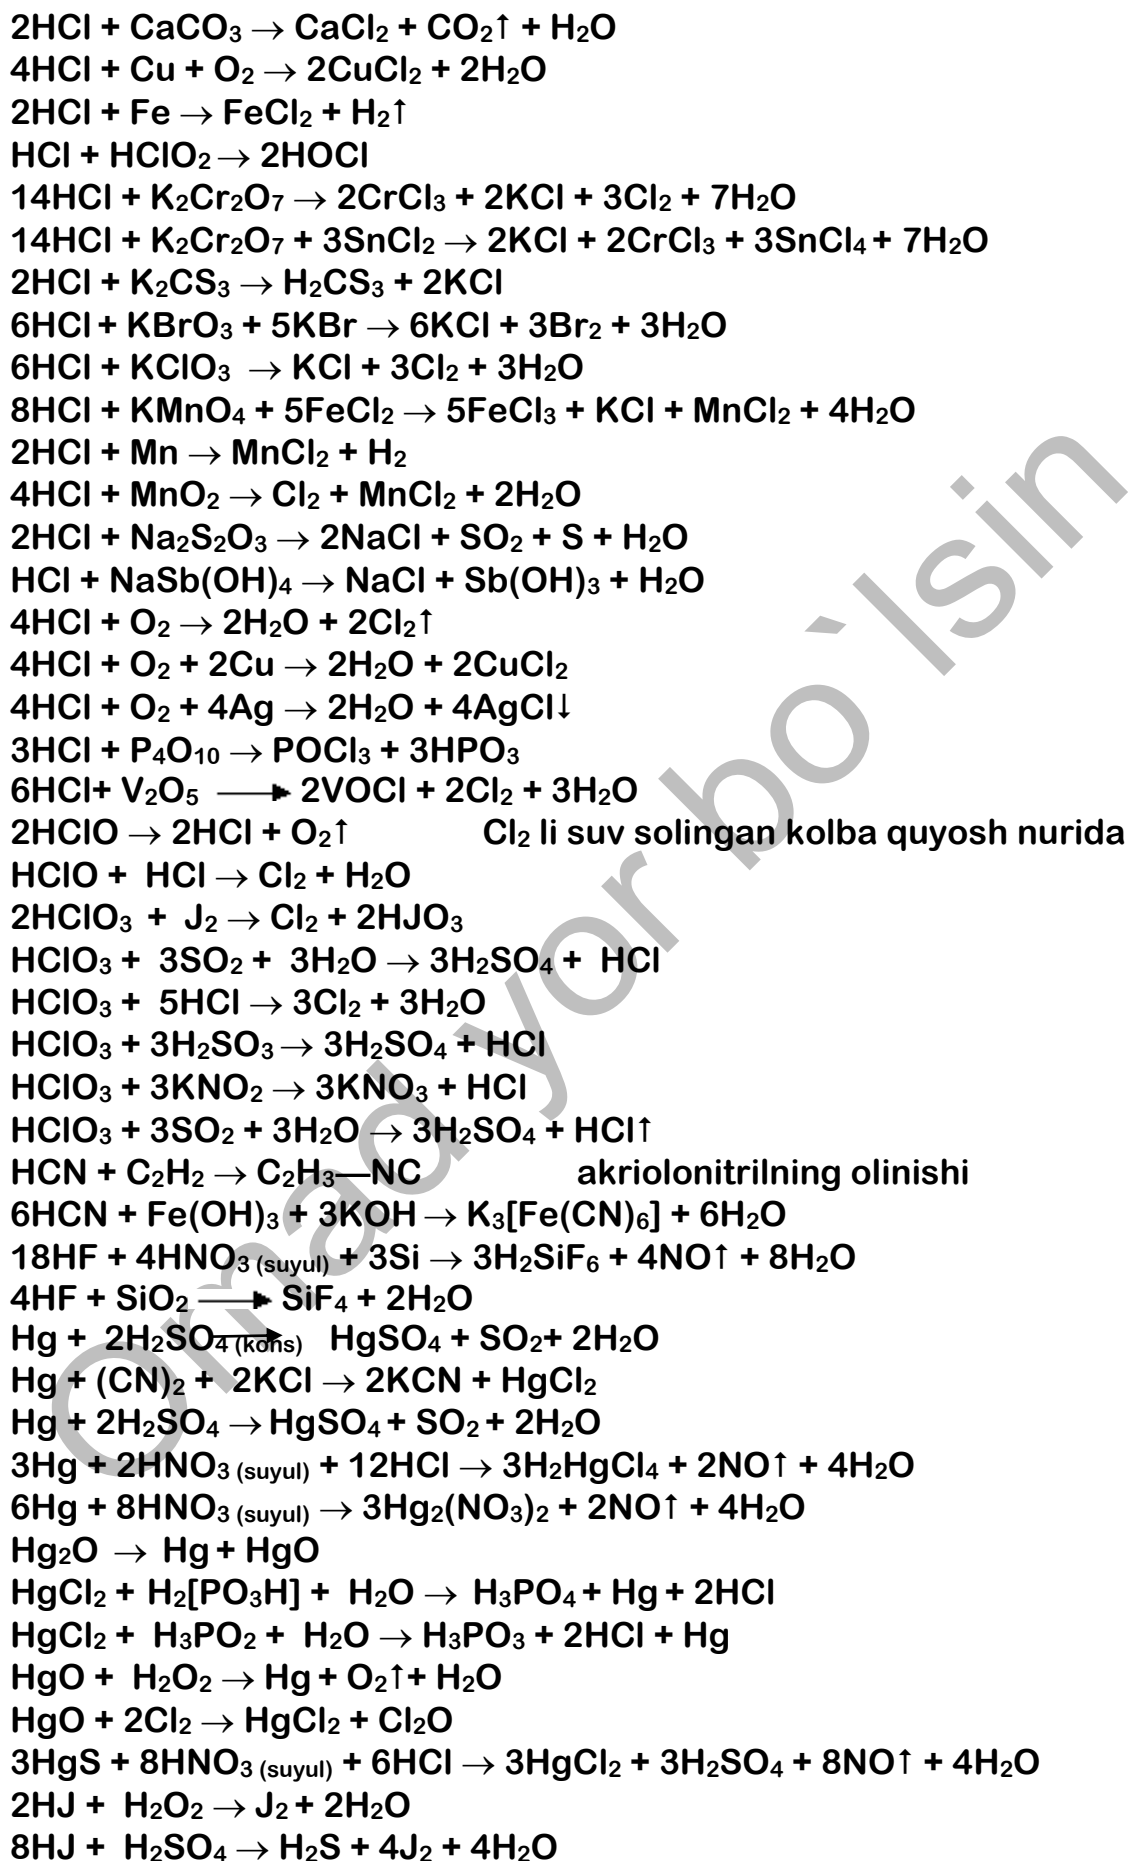 2HCl + CaCO₃ → CaCl₂ + CO₂↑ + H₂O
4HCl + Cu + O₂ → 2CuCl₂ + 2H₂O
2HCl + Fe → FeCl₂ + H₂↑
HCl + HClO₂ → 2HOCl
14HCl + K₂Cr₂O₇ → 2CrCl₃ + 2KCl + 3Cl₂ + 7H₂O
14HCl + K₂Cr₂O₇ + 3SnCl₂ → 2KCl + 2CrCl₃ + 3SnCl₄ + 7H₂O
2HCl + K₂CS₃ → H₂CS₃ + 2KCl
6HCl + KBrO₃ + 5KBr → 6KCl + 3Br₂ + 3H₂O
6HCl + KClO₃ → KCl + 3Cl₂ + 3H₂O
8HCl + KMnO₄ + 5FeCl₂ → 5FeCl₃ + KCl + MnCl₂ + 4H₂O
2HCl + Mn → MnCl₂ + H₂
4HCl + MnO₂ → Cl₂ + MnCl₂ + 2H₂O
2HCl + Na₂S₂O₃ → 2NaCl + SO₂ + S + H₂O
HCl + NaSb(OH)₄ → NaCl + Sb(OH)₃ + H₂O
4HCl + O₂ → 2H₂O + 2Cl₂↑
4HCl + O₂ + 2Cu → 2H₂O + 2CuCl₂
4HCl + O₂ + 4Ag → 2H₂O + 4AgCl↓
3HCl + P₄O₁₀ → POCl₃ + 3HPO₃
6HCl+ V₂O₅ → 2VOCl + 2Cl₂ + 3H₂O
2HClO → 2HCl + O₂↑ Cl₂ li suv solingan kolba quyosh nurida
HClO + HCl → Cl₂ + H₂O
2HClO₃ + J₂ → Cl₂ + 2HJO₃
HClO₃ + 3SO₂ + 3H₂O → 3H₂SO₄ + HCl
HClO₃ + 5HCl → 3Cl₂ + 3H₂O
HClO₃ + 3H₂SO₃ → 3H₂SO₄ + HCl
HClO₃ + 3KNO₂ → 3KNO₃ + HCl
HClO₃ + 3SO₂ + 3H₂O → 3H₂SO₄ + HCl↑
HCN + C₂H₂ → C₂H₃—NC akriolonitrilning olinishi
6HCN + Fe(OH)₃ + 3KOH → K₃[Fe(CN)₆] + 6H₂O
18HF + 4HNO₃ (suyul) + 3Si → 3H₂SiF₆ + 4NO↑ + 8H₂O
4HF + SiO₂ → SiF₄ + 2H₂O
Hg + 2H₂SO₄ (kons) → HgSO₄ + SO₂+ 2H₂O
Hg + (CN)₂ + 2KCl → 2KCN + HgCl₂
Hg + 2H₂SO₄ → HgSO₄ + SO₂ + 2H₂O
3Hg + 2HNO₃ (suyul) + 12HCl → 3H₂HgCl₄ + 2NO↑ + 4H₂O
6Hg + 8HNO₃ (suyul) → 3Hg₂(NO₃)₂ + 2NO↑ + 4H₂O
Hg₂O → Hg + HgO
HgCl₂ + H₂[PO₃H] + H₂O → H₃PO₄ + Hg + 2HCl
HgCl₂ + H₃PO₂ + H₂O → H₃PO₃ + 2HCl + Hg
HgO + H₂O₂ → Hg + O₂↑+ H₂O
HgO + 2Cl₂ → HgCl₂ + Cl₂O
3HgS + 8HNO₃ (suyul) + 6HCl → 3HgCl₂ + 3H₂SO₄ + 8NO↑ + 4H₂O
2HJ + H₂O₂ → J₂ + 2H₂O
8HJ + H₂SO₄ → H₂S + 4J₂ + 4H₂O
Omad yor bo`lsin